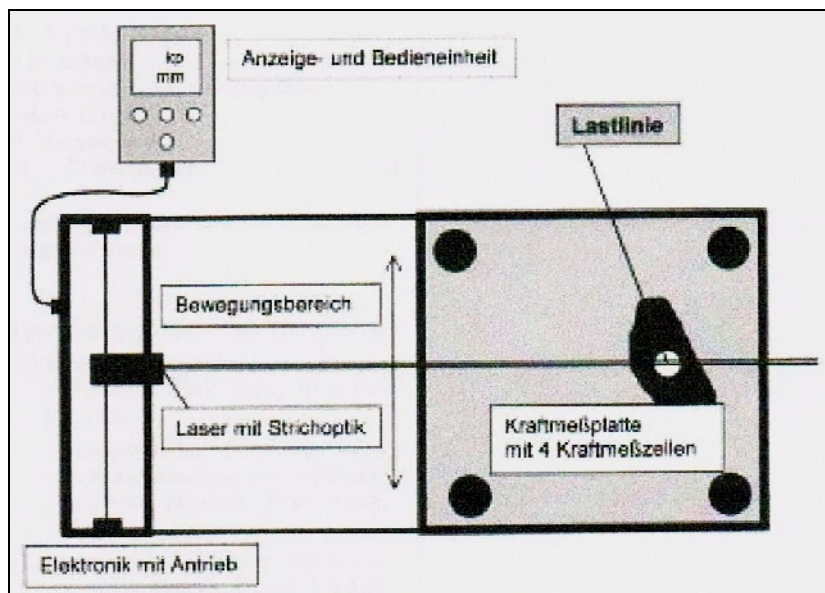 kp
mm
Anzeige- und Bedieneinheit
Lastlinie
Bewegungsbereich
Laser mit Strichoptik
Kraftmeßplatte
mit 4 Kraftmeßzellen
Elektronik mit Antrieb